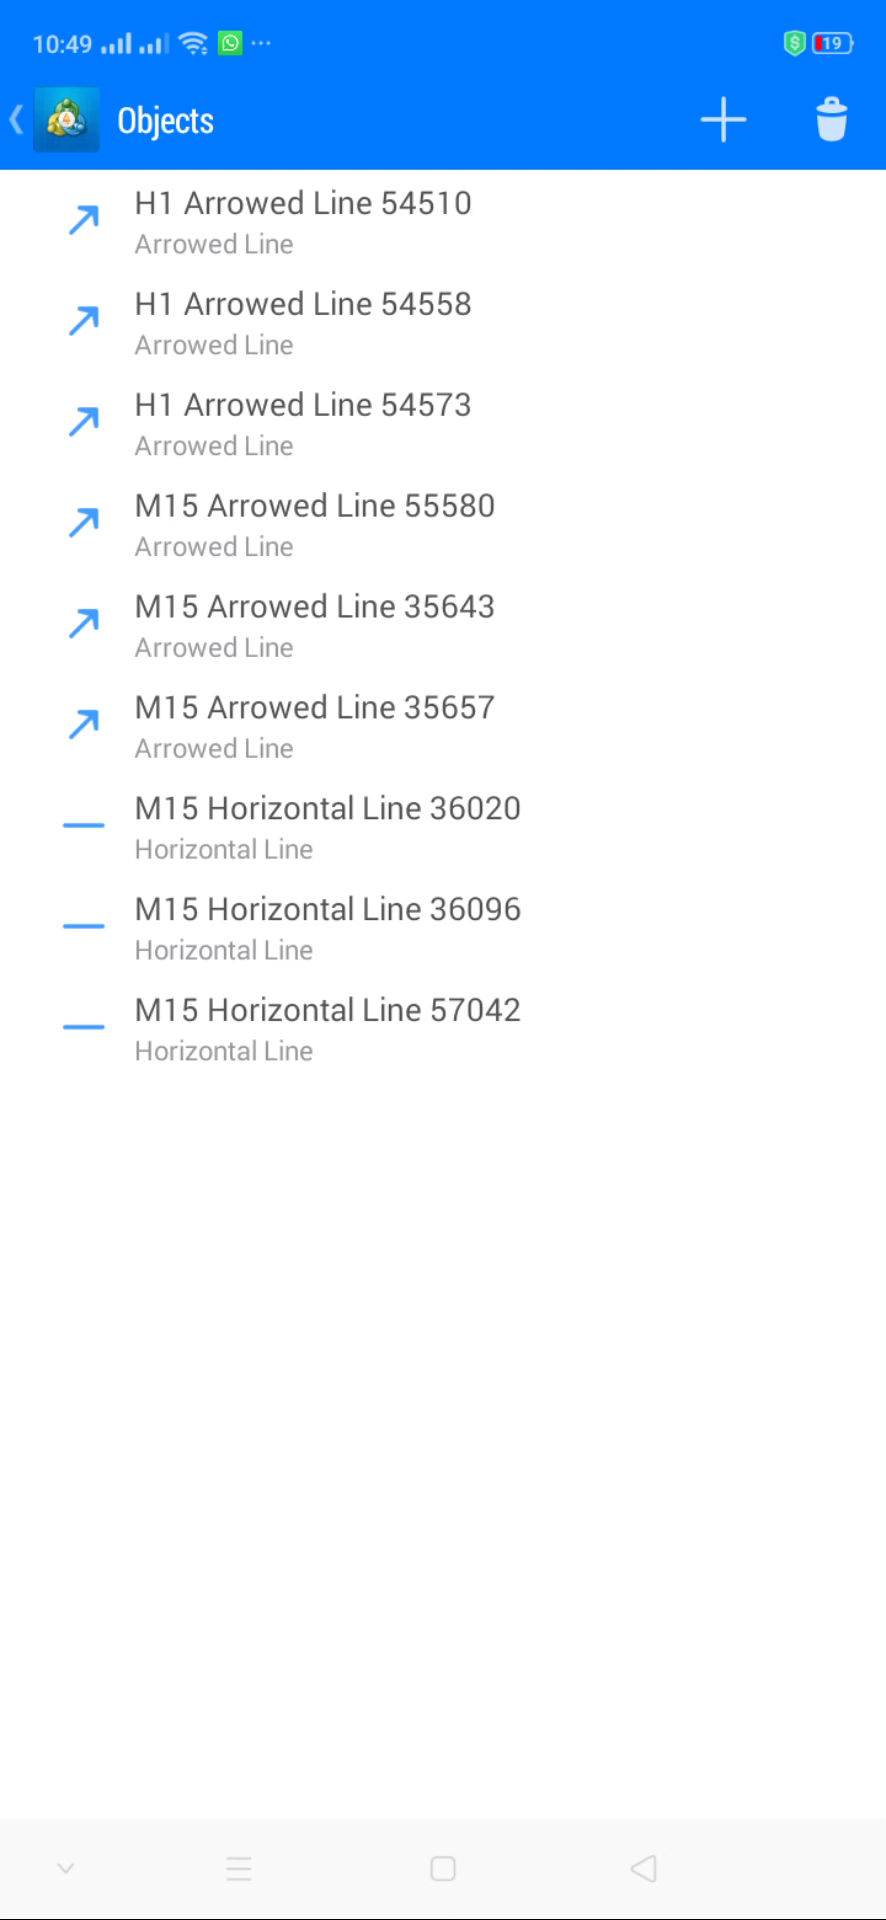 10:49
19
Objects
H1 Arrowed Line 54510
Arrowed Line
H1 Arrowed Line 54558
Arrowed Line
H1 Arrowed Line 54573
Arrowed Line
M15 Arrowed Line 55580
Arrowed Line
M15 Arrowed Line 35643
Arrowed Line
M15 Arrowed Line 35657
Arrowed Line
M15 Horizontal Line 36020
Horizontal Line
M15 Horizontal Line 36096
Horizontal Line
M15 Horizontal Line 57042
Horizontal Line